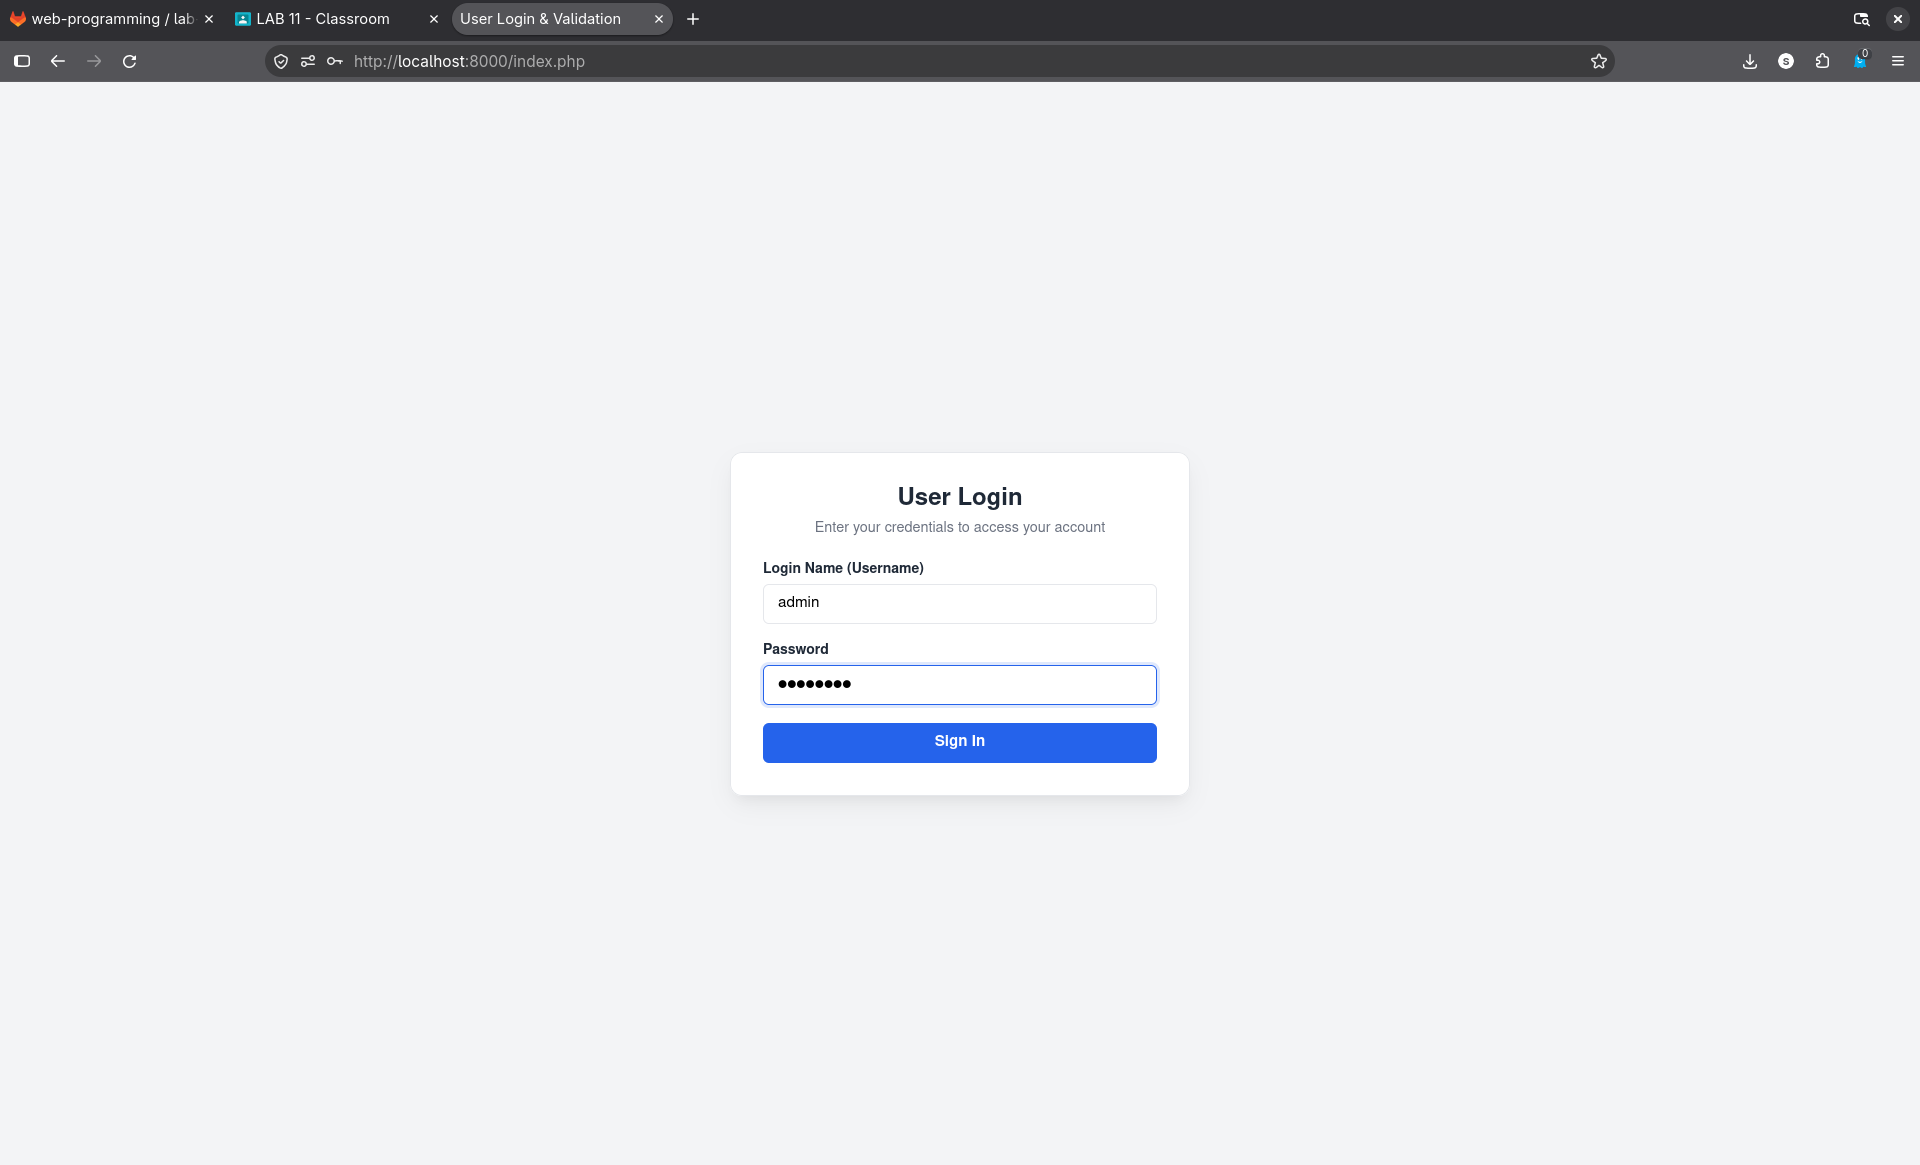 web-programming / lab
LAB 11 - Classroom
User Login & Validation
http://localhost:8000/index.php
S
0
User Login
Enter your credentials to access your account
Login Name (Username)
admin
Password
●●●●●●●●
Sign In